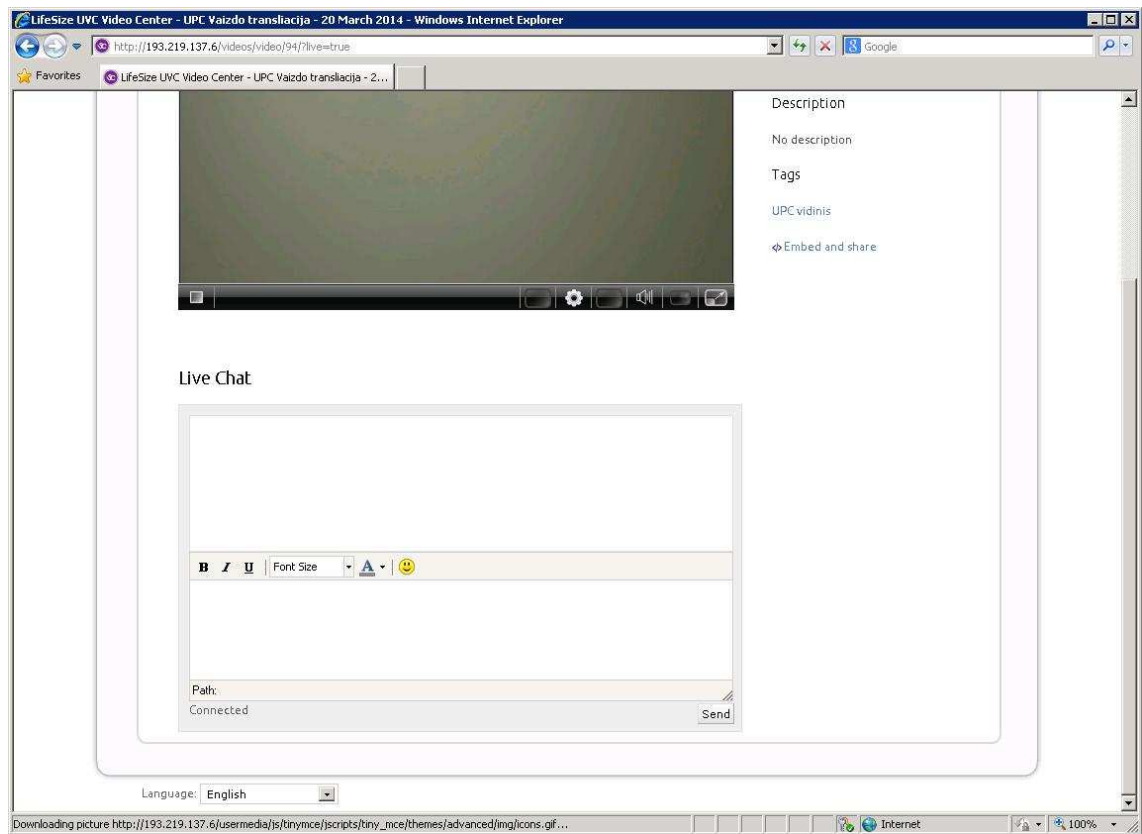 LifeSize UVC Video Center - UPC Vaizdo transliacija - 20 March 2014 - Windows Internet Explorer
http://193.219.137.6/videos/video/94/?live=true
Google
Favorites
LifeSize UVC Video Center - UPC Vaizdo transliacija - 2...
Description
No description
Tags
UPC vidinis
Embed and share
Live Chat
B I U Font Size A
Path:
Connected
Send
Language: English
Downloading picture http://193.219.137.6/usermedia/js/tinymce/jscripts/tiny_mce/themes/advanced/img/icons.gif... Internet 100%